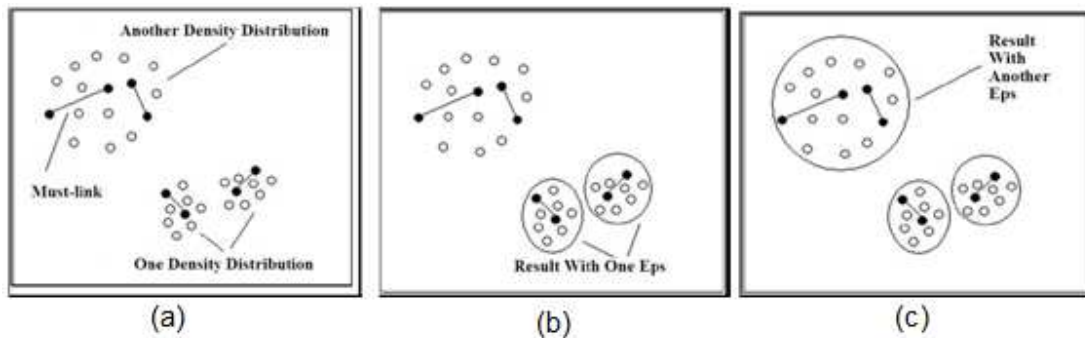 Another Density Distribution
Must-link
One Density Distribution
(a)
Result With One Eps
(b)
Result
With
Another
Eps
(c)